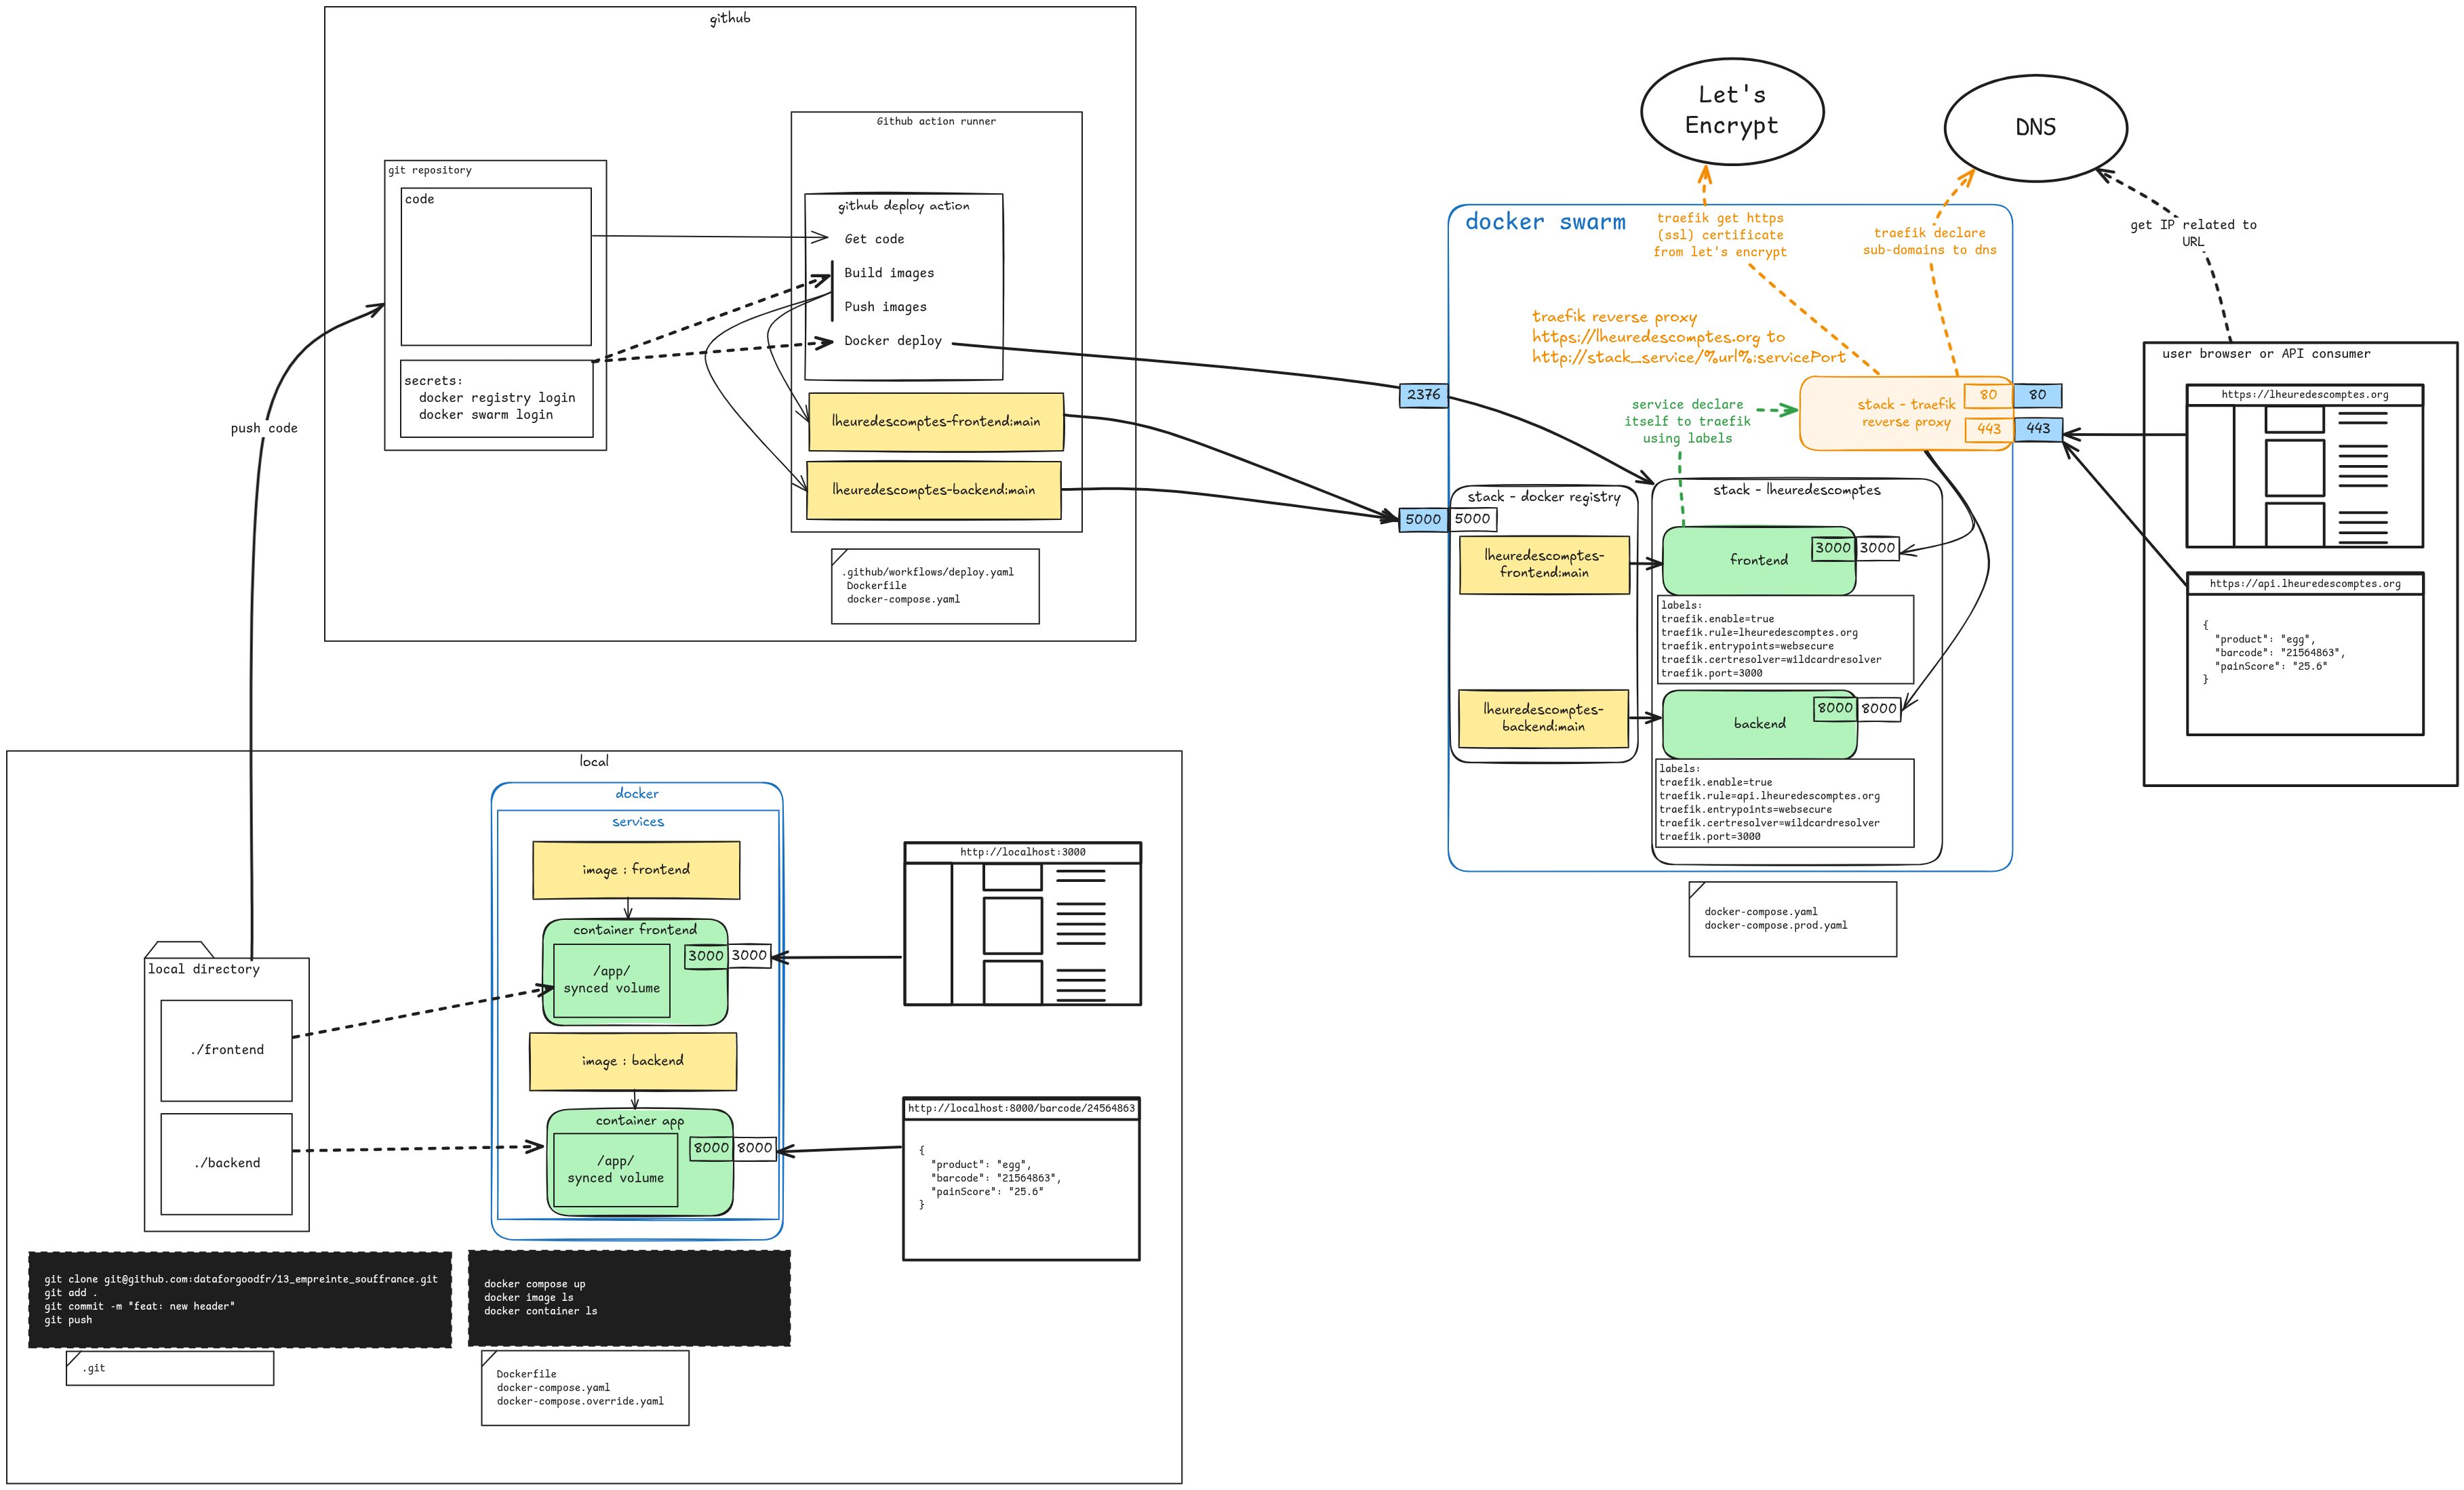 github
Github action runner
git repository
code
secrets:
docker registry login
docker swarm login
github deploy action
Get code
Build images
Push images
Docker deploy
lheuredescomptes-frontend:main
lheuredescomptes-backend:main
.github/workflows/deploy.yaml
Dockerfile
docker-compose.yaml
push code
Let's
Encrypt
DNS
docker swarm
traefik get https
(ssl) certificate
from let's encrypt
traefik declare
sub-domains to dns
get IP related to
URL
traefik reverse proxy
https://lheuredescomptes.org to
http://stack_service/%url%:servicePort
2376
service declare
itself to traefik
using labels
stack - traefik
reverse proxy
80
80
443
443
5000
5000
stack - docker registry
lheuredescomptes-
frontend:main
lheuredescomptes-
backend:main
stack - lheuredescomptes
frontend
3000
3000
labels:
traefik.enable=true
traefik.rule=lheuredescomptes.org
traefik.entrypoints=websecure
traefik.certresolver=wildcardresolver
traefik.port=3000
backend
8000
8000
labels:
traefik.enable=true
traefik.rule=api.lheuredescomptes.org
traefik.entrypoints=websecure
traefik.certresolver=wildcardresolver
traefik.port=3000
docker-compose.yaml
docker-compose.prod.yaml
user browser or API consumer
https://lheuredescomptes.org
https://api.lheuredescomptes.org
{
"product": "egg",
"barcode": "21564863",
"painScore": "25.6"
}
local
local directory
./frontend
./backend
docker
services
image : frontend
container frontend
/app/
synced volume
3000
3000
image : backend
container app
/app/
synced volume
8000
8000
http://localhost:3000
http://localhost:8000/barcode/24564863
{
"product": "egg",
"barcode": "21564863",
"painScore": "25.6"
}
git clone git@github.com:dataforgoodfr/13_empreinte_souffrance.git
git add .
git commit -m "feat: new header"
git push
.git
docker compose up
docker image ls
docker container ls
Dockerfile
docker-compose.yaml
docker-compose.override.yaml